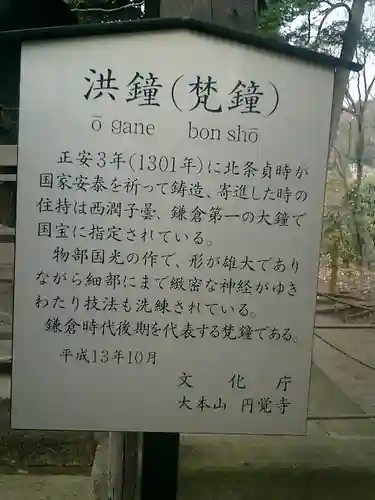 洪鐘(梵鐘)
ō gane bon shō
正安3年(1301年)に北条貞時が
国家安泰を祈って鋳造、寄進した時の
住持は西澗子曇、鎌倉第一の大鐘で
国宝に指定されている。
物部国光の作で、形が雄大であり
ながら細部にまで緻密な神経がゆき
わたり技法も洗練されている。
鎌倉時代後期を代表する梵鐘である。
平成13年10月
文化庁
大本山 円覚寺